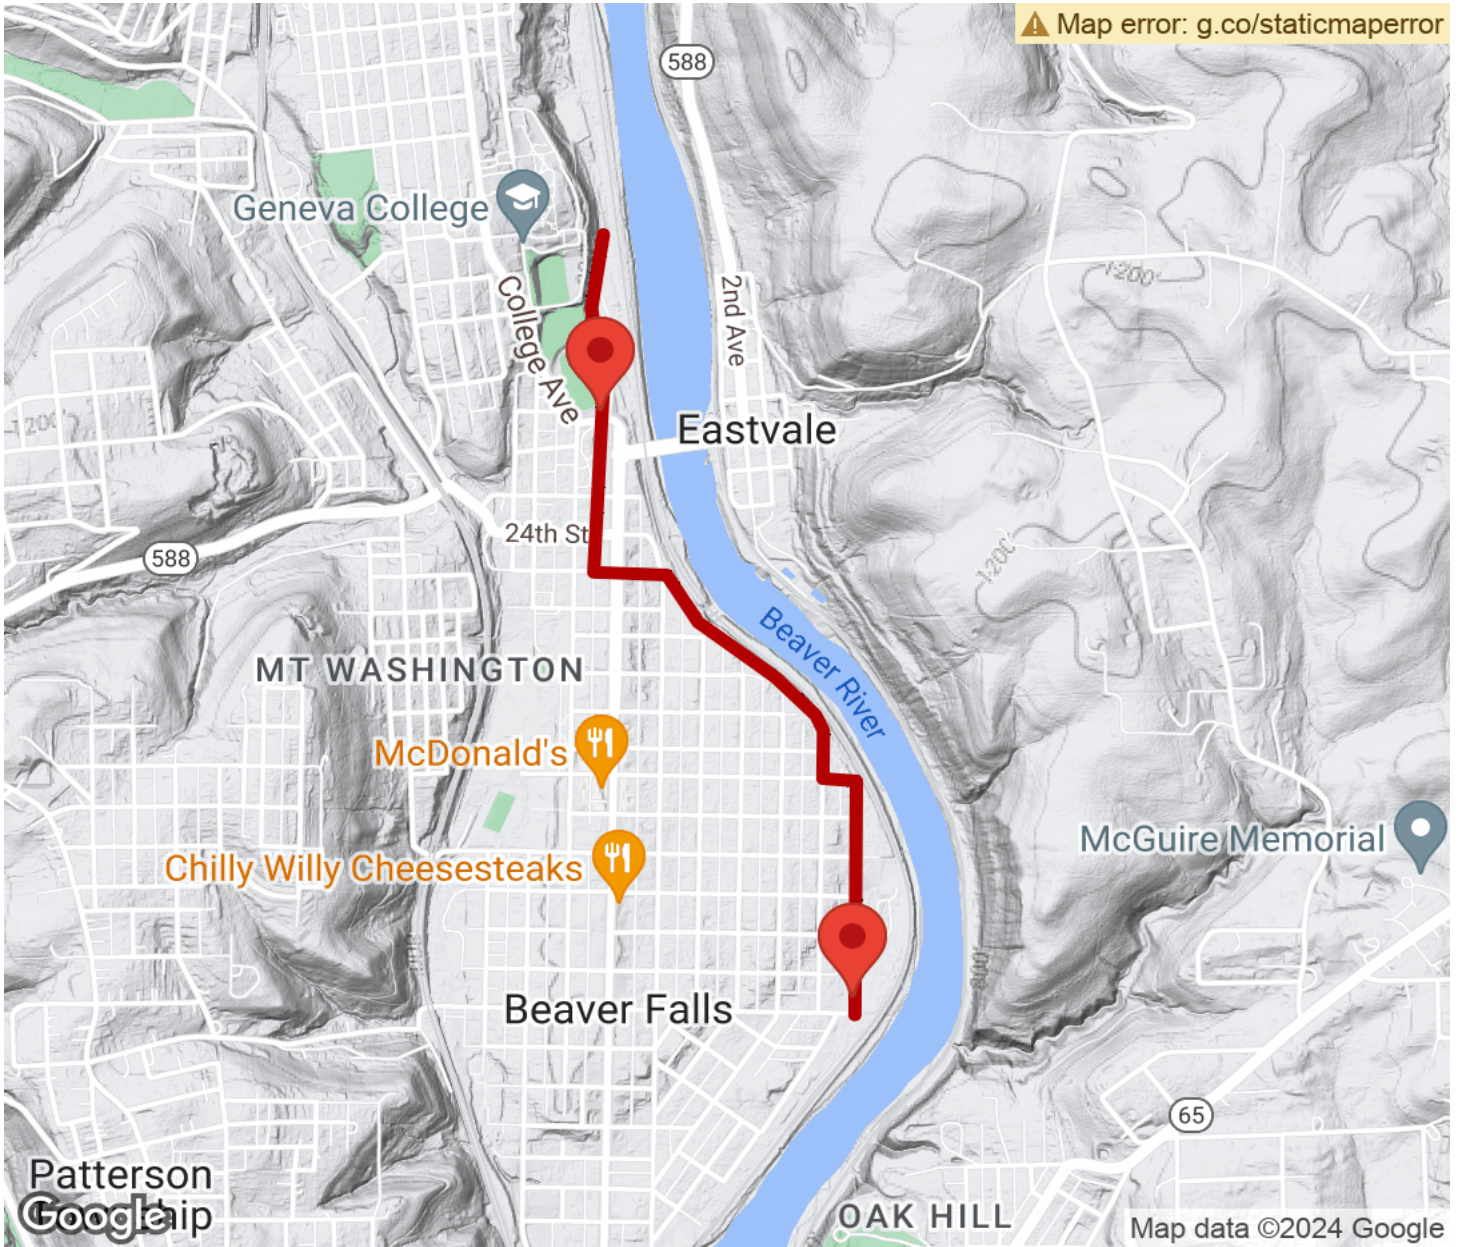 Map error: g.co/staticmaperror
588
Geneva College
College Ave
2nd Ave
1200'
Eastvale
1200'
24th St
588
1200'
Beaver River
MT WASHINGTON
McDonald's
McGuire Memorial
Chilly Willy Cheesesteaks
Beaver Falls
65
Patterson
Google
OAK HILL
Map data ©2024 Google